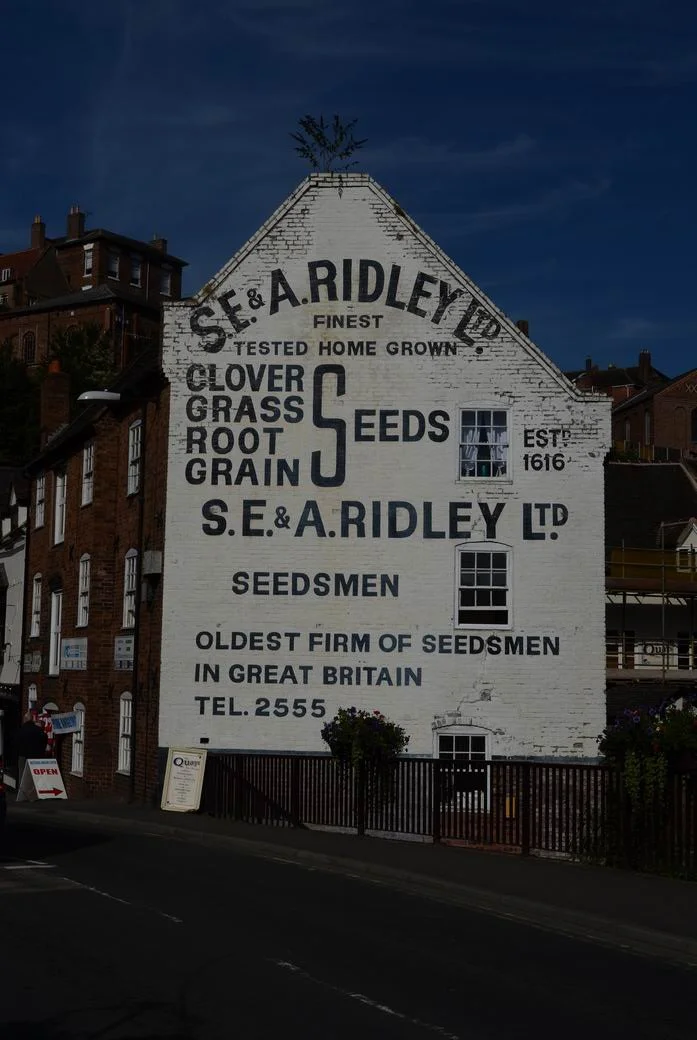 S.E. & A. RIDLEY LTD.
FINEST
TESTED HOME GROWN
CLOVER
GRASS
ROOT
GRAIN
SEEDS
ESTD
1616
S.E. & A. RIDLEY LTD.
SEEDSMEN
OLDEST FIRM OF SEEDSMEN
IN GREAT BRITAIN
TEL. 2555
OPEN